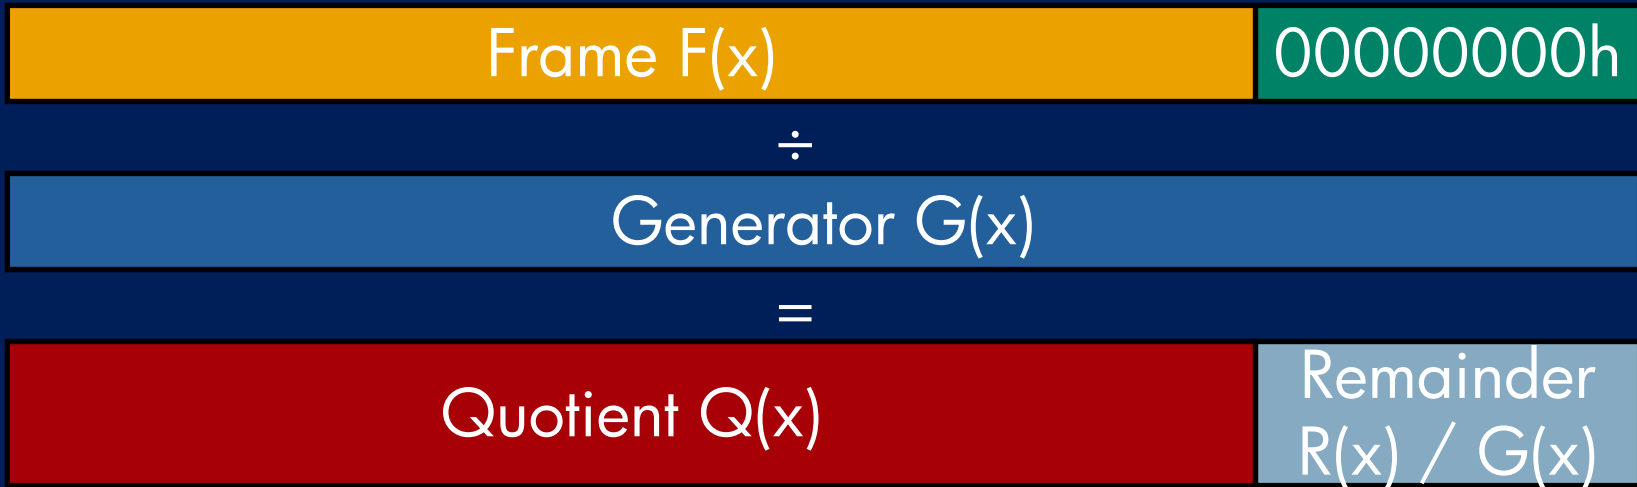 Frame F(x) 00000000h
÷
Generator G(x)
=
Quotient Q(x)
Remainder
R(x) / G(x)